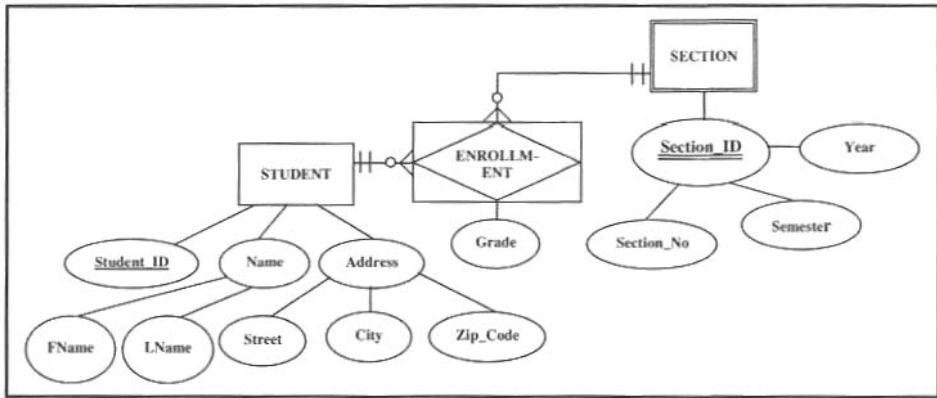 SECTION
ENROLLM-
ENT
STUDENT
Section_ID
Year
Student_ID
Name
Address
Grade
Section_No
Semester
FName
LName
Street
City
Zip_Code